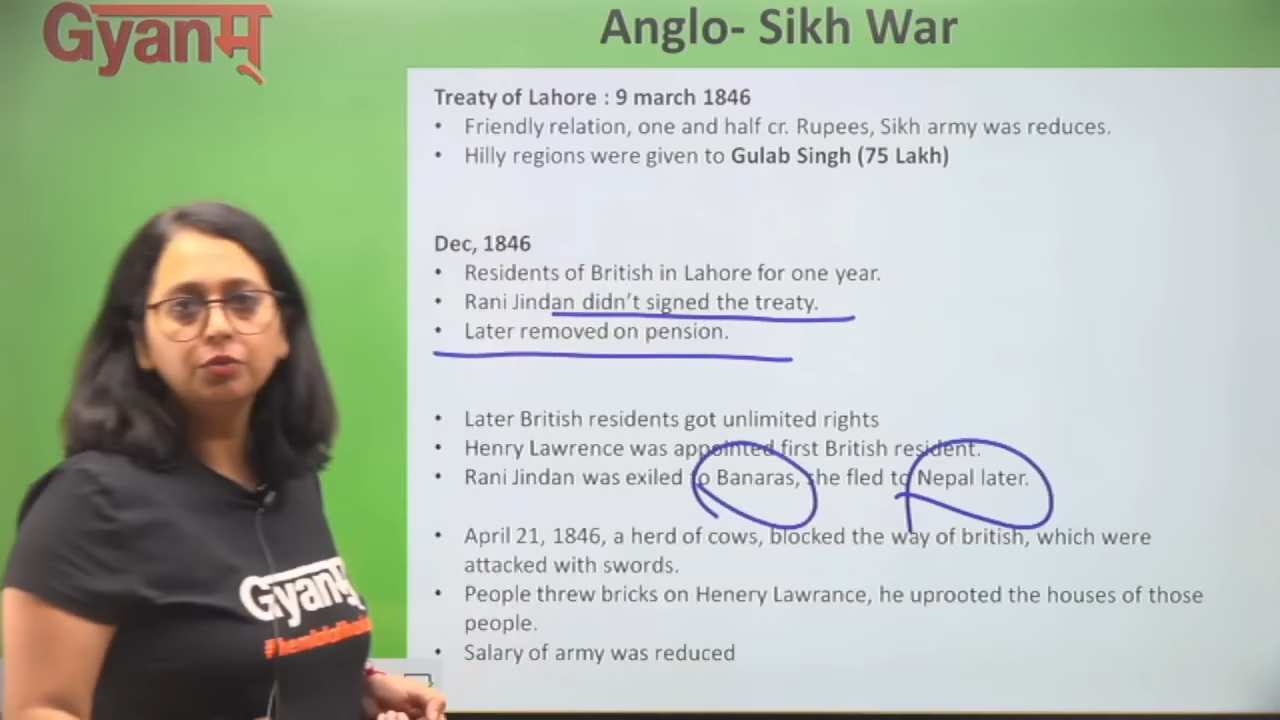 Gyanम्
Anglo- Sikh War
Treaty of Lahore : 9 march 1846
• Friendly relation, one and half cr. Rupees, Sikh army was reduces.
• Hilly regions were given to Gulab Singh (75 Lakh)
Dec, 1846
• Residents of British in Lahore for one year.
• Rani Jindan didn't signed the treaty.
• Later removed on pension.
• Later British residents got unlimited rights
• Henry Lawrence was appointed first British resident.
• Rani Jindan was exiled to Banaras, she fled to Nepal later.
• April 21, 1846, a herd of cows, blocked the way of british, which were
attacked with swords.
• People threw bricks on Henery Lawrance, he uprooted the houses of those
people.
• Salary of army was reduced
Gyanम्